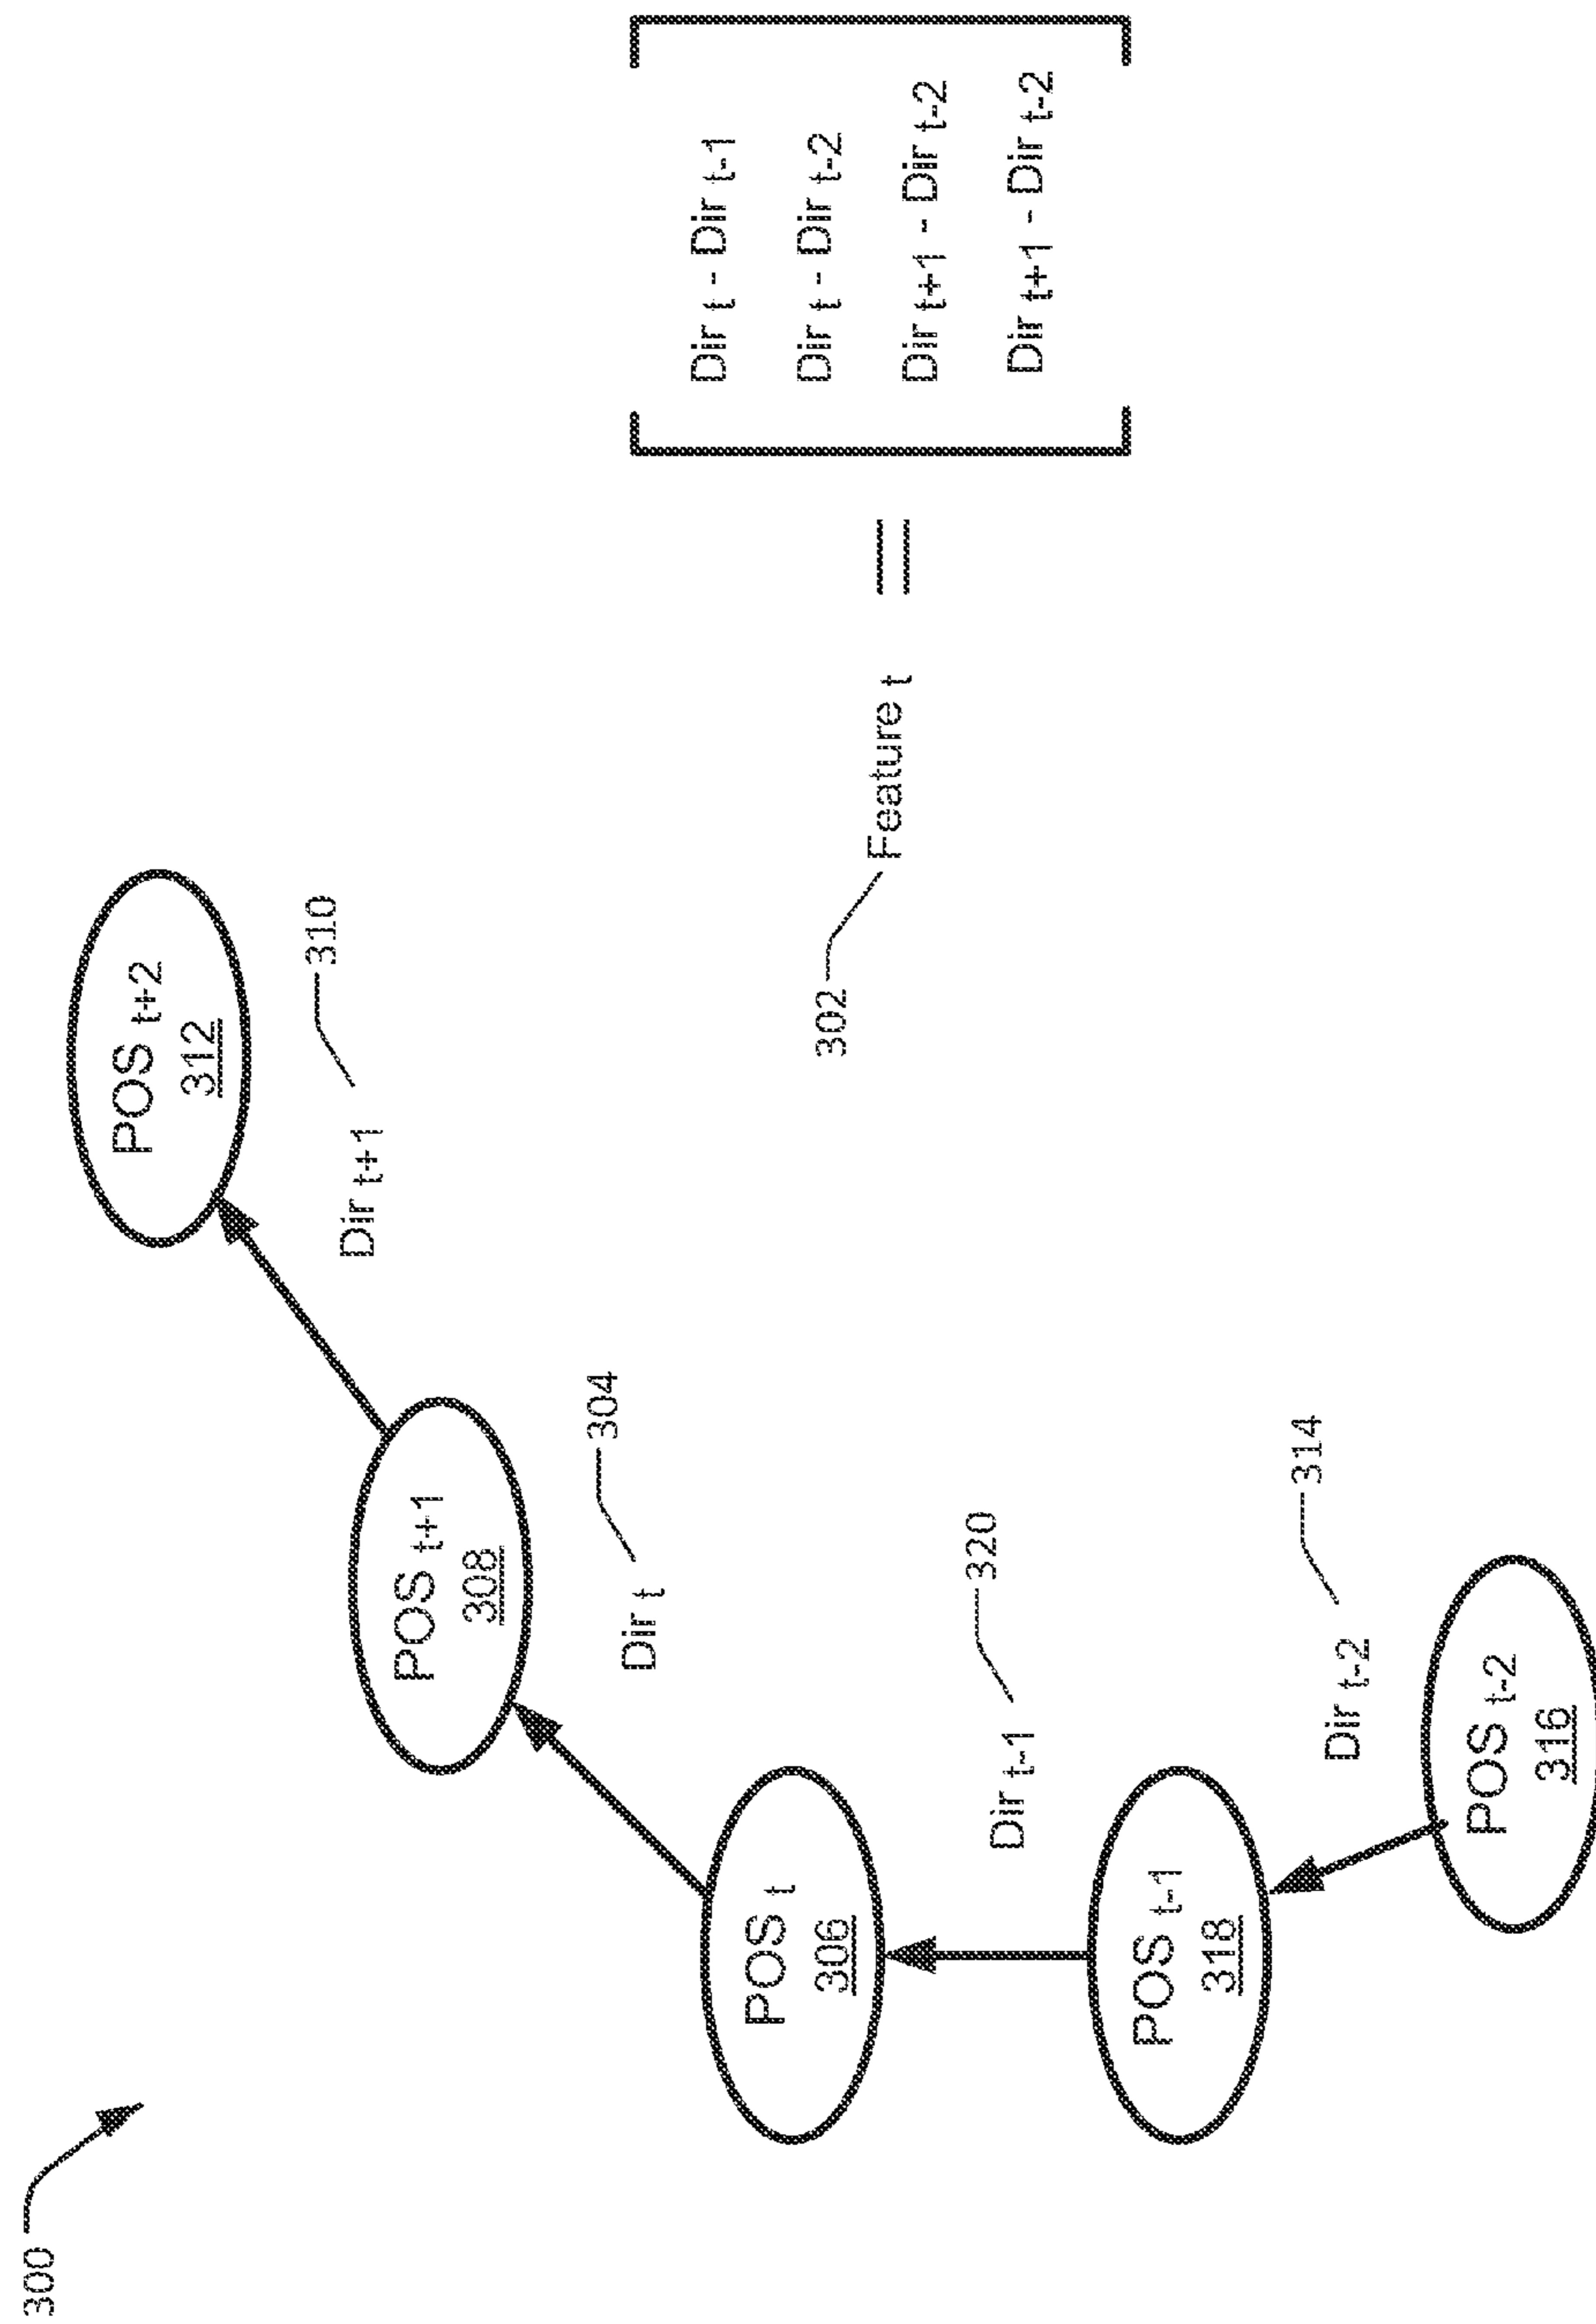 300
POS t+2
312
310
Dir t+1
POS t+1
308
304
Dir t
POS t
306
320
Dir t-1
POS t-1
318
314
Dir t-2
POS t-2
316
302
Feature t
=
Dir t - Dir t-1
Dir t - Dir t-2
Dir t+1 - Dir t-2
Dir t+1 - Dir t-2